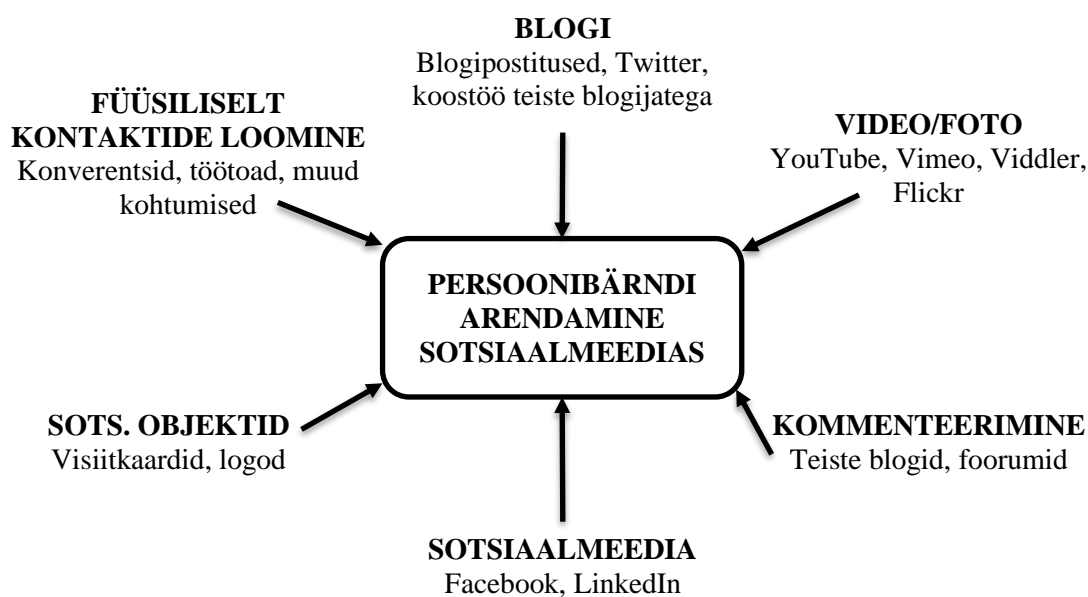 BLOGI
Blogipostitused, Twitter,
koostöö teiste blogijatega
FÜÜSILISELT
KONTAKTIDE LOOMINE
Konverentsid, töötoad, muud
kohtumised
VIDEO/FOTO
YouTube, Vimeo, Viddler,
Flickr
PERSOONIBÄRNDI
ARENDAMINE
SOTSIAALMEEDIAS
SOTS. OBJEKTID
Visiitkaardid, logod
KOMMENTEERIMINE
Teiste blogid, foorumid
SOTSIAALMEEDIA
Facebook, LinkedIn